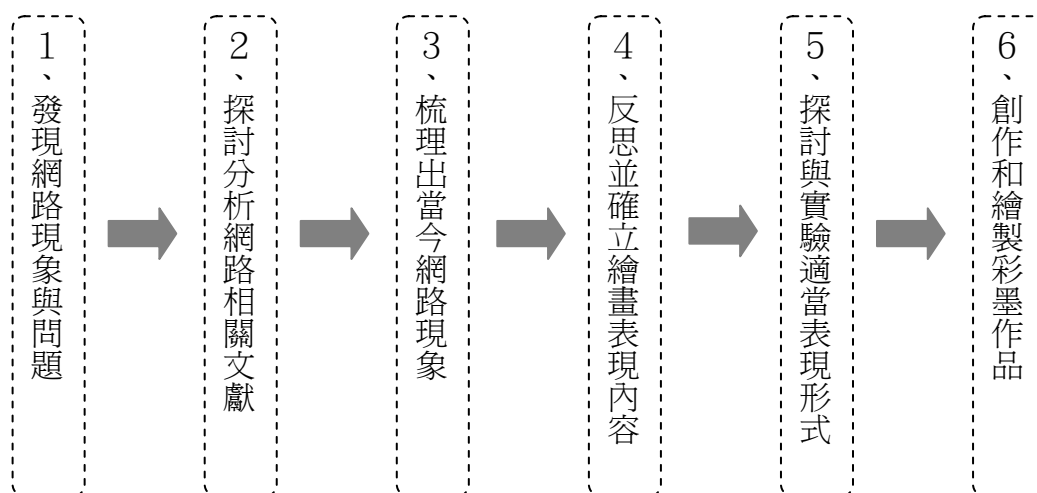 1、發現網路現象與問題
2、探討分析網路相關文獻
3、梳理出當今網路現象
4、反思並確立繪畫表現內容
5、探討與實驗適當表現形式
6、創作和繪製彩墨作品